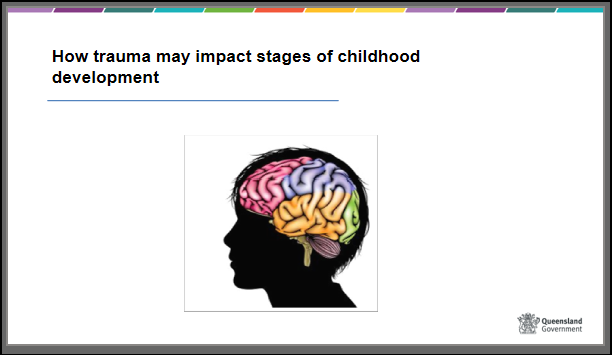 How trauma may impact stages of childhood
development
Queensland
Government